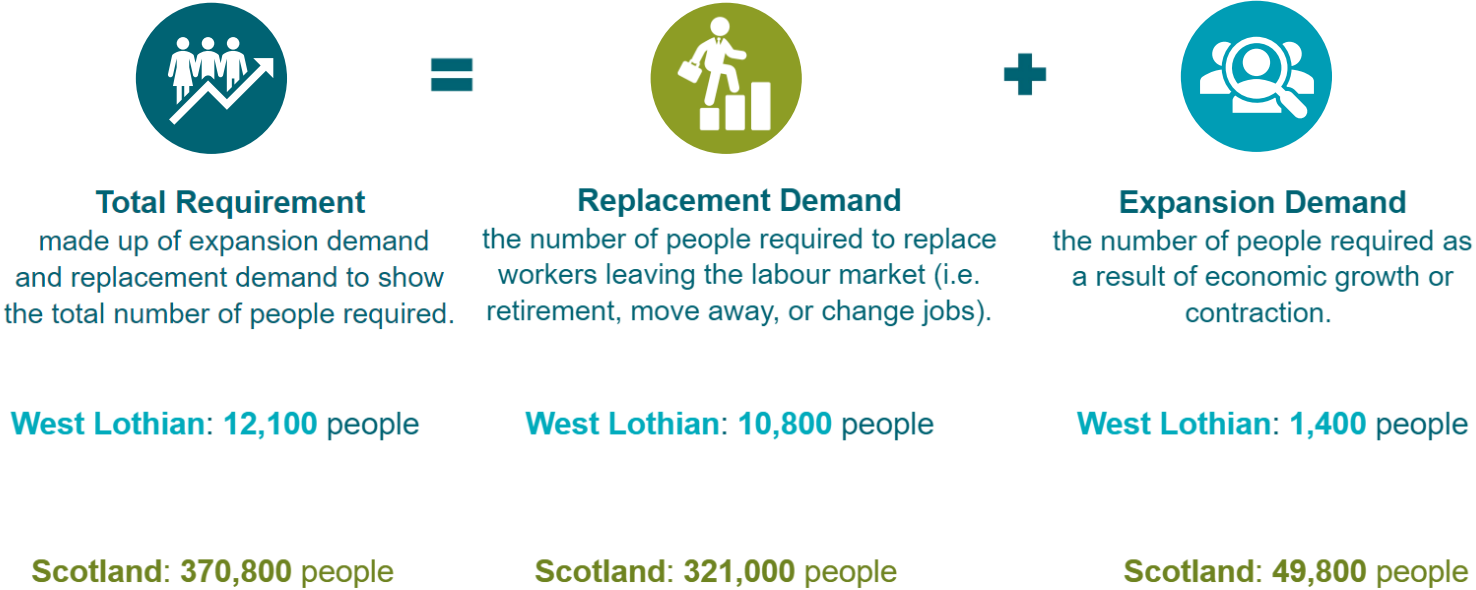 =
+
Total Requirement
made up of expansion demand
and replacement demand to show
the total number of people required.
Replacement Demand
the number of people required to replace
workers leaving the labour market (i.e.
retirement, move away, or change jobs).
Expansion Demand
the number of people required as
a result of economic growth or
contraction.
West Lothian: 12,100 people
West Lothian: 10,800 people
West Lothian: 1,400 people
Scotland: 370,800 people
Scotland: 321,000 people
Scotland: 49,800 people